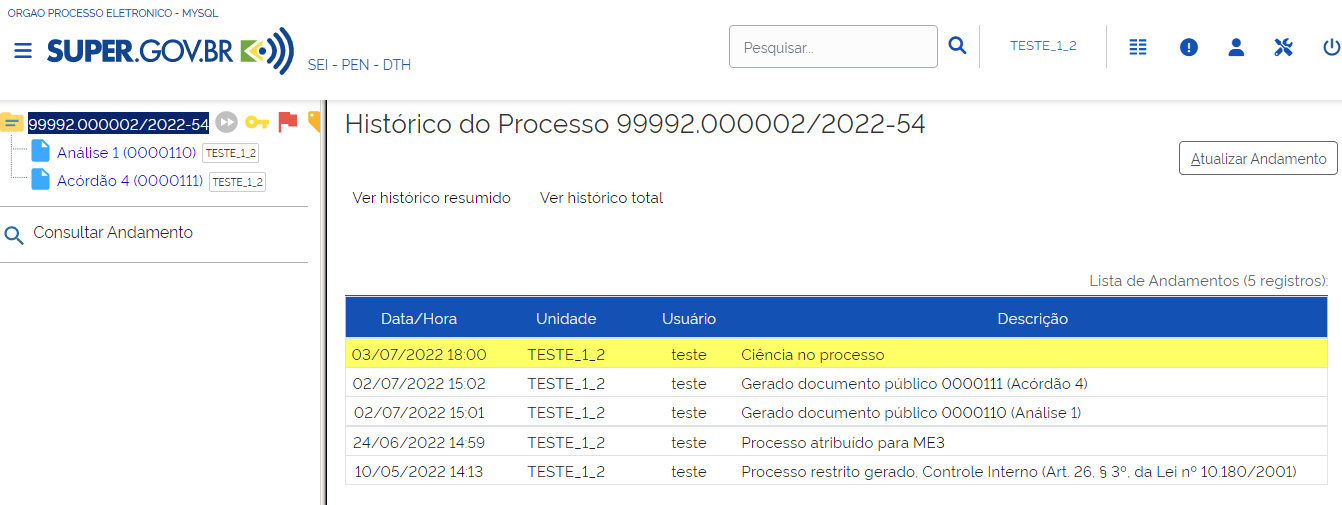 ORGAO PROCESSO ELETRONICO - MYSQL
SUPER.GOV.BR
SEI - PEN - DTH
Pesquisar...
TESTE_1_2
99992.000002/2022-54
Análise 1 (0000110) TESTE_1_2
Acórdão 4 (0000111) TESTE_1_2
Consultar Andamento
Histórico do Processo 99992.000002/2022-54
Atualizar Andamento
Ver histórico resumido Ver histórico total
Lista de Andamentos (5 registros):
Data/Hora Unidade Usuário Descrição
03/07/2022 18:00 TESTE_1_2 teste Ciência no processo
02/07/2022 15:02 TESTE_1_2 teste Gerado documento público 0000111 (Acórdão 4)
02/07/2022 15:01 TESTE_1_2 teste Gerado documento público 0000110 (Análise 1)
24/06/2022 14:59 TESTE_1_2 teste Processo atribuído para ME3
10/05/2022 14:13 TESTE_1_2 teste Processo restrito gerado, Controle Interno (Art. 26, § 3º, da Lei nº 10.180/2001)